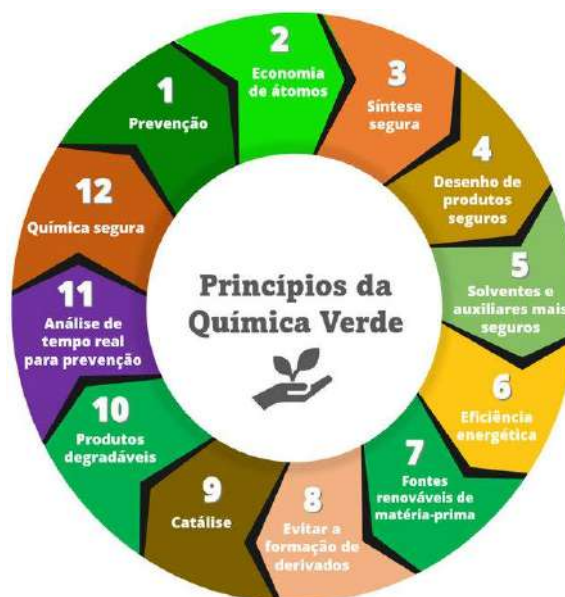 Princípios da
Química Verde
1
Prevenção
2
Economia
de átomos
3
Síntese
segura
4
Desenho de
produtos
seguros
5
Solventes e
auxiliares mais
seguros
6
Eficiência
energética
7
Fontes
renováveis de
matéria-prima
8
Evitar a
formação de
derivados
9
Catálise
10
Produtos
degradáveis
11
Análise de
tempo real
para prevenção
12
Química segura